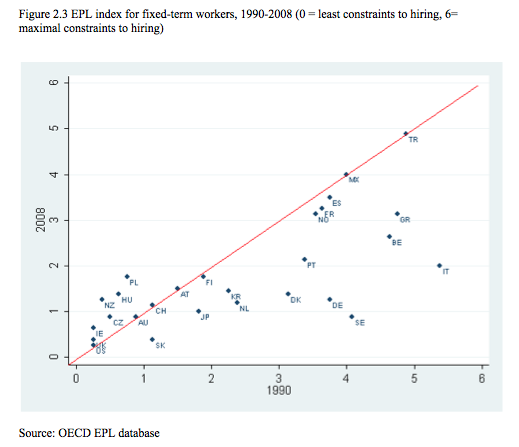 Figure 2.3 EPL index for fixed-term workers, 1990-2008 (0 = least constraints to hiring, 6=
maximal constraints to hiring)
6
5
TR
4
MX
ES
FR
2008
3
NO
GR
BE
2
PT
IT
PL
FI
HU
AT
KR
DK
NZ
CH
NL
DE
1
CZ
AU
JP
SE
IE
SK
UK
US
0
0 1 2 3 4 5 6
1990
Source: OECD EPL database